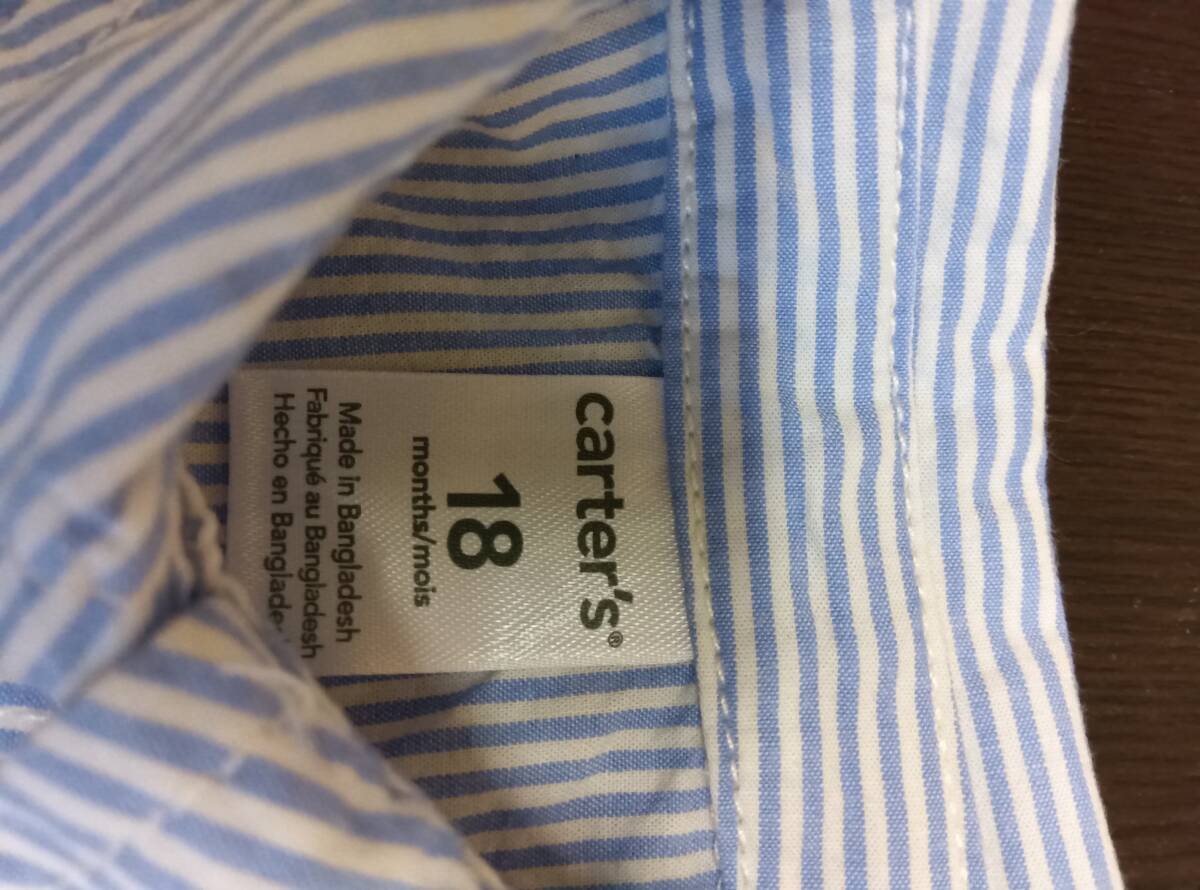 carter's®
18
months/mois
Made in Bangladesh
Fabriqué au Bangladesh
Hecho en